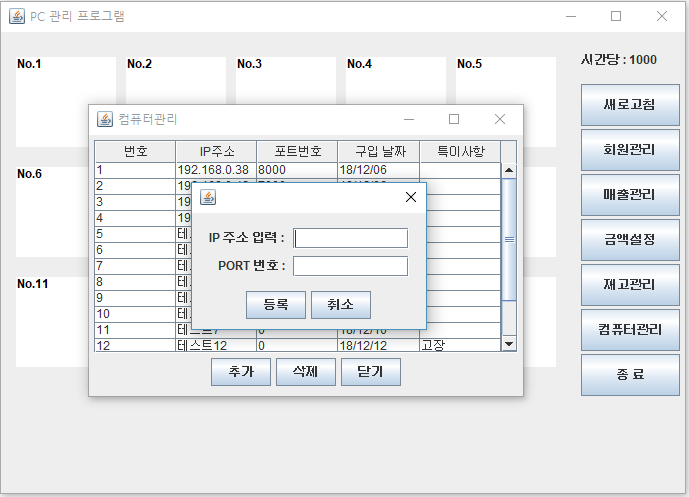 PC 관리 프로그램
No.1 No.2 No.3 No.4 No.5
시간당 : 1000
새로고침
회원관리
매출관리
금액설정
재고관리
컴퓨터관리
종 료
No.6
No.11
컴퓨터관리
번호 IP주소 포트번호 구입 날짜 특이사항
1 192.168.0.38 8000 18/12/06
2
3
4
5
6
7
8
9
10
11
12 테스트12 0 18/12/12 고장
추가 삭제 닫기
IP 주소 입력 :
PORT 번호 :
등록 취소